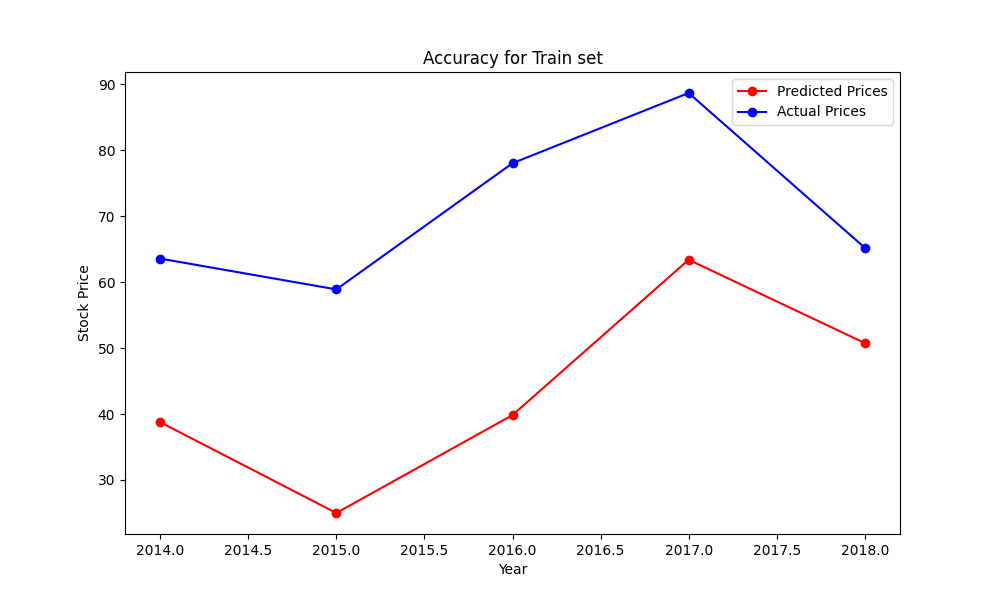 Accuracy for Train set
Predicted Prices
Actual Prices
90
80
70
60
50
40
30
Stock Price
2014.0 2014.5 2015.0 2015.5 2016.0 2016.5 2017.0 2017.5 2018.0
Year